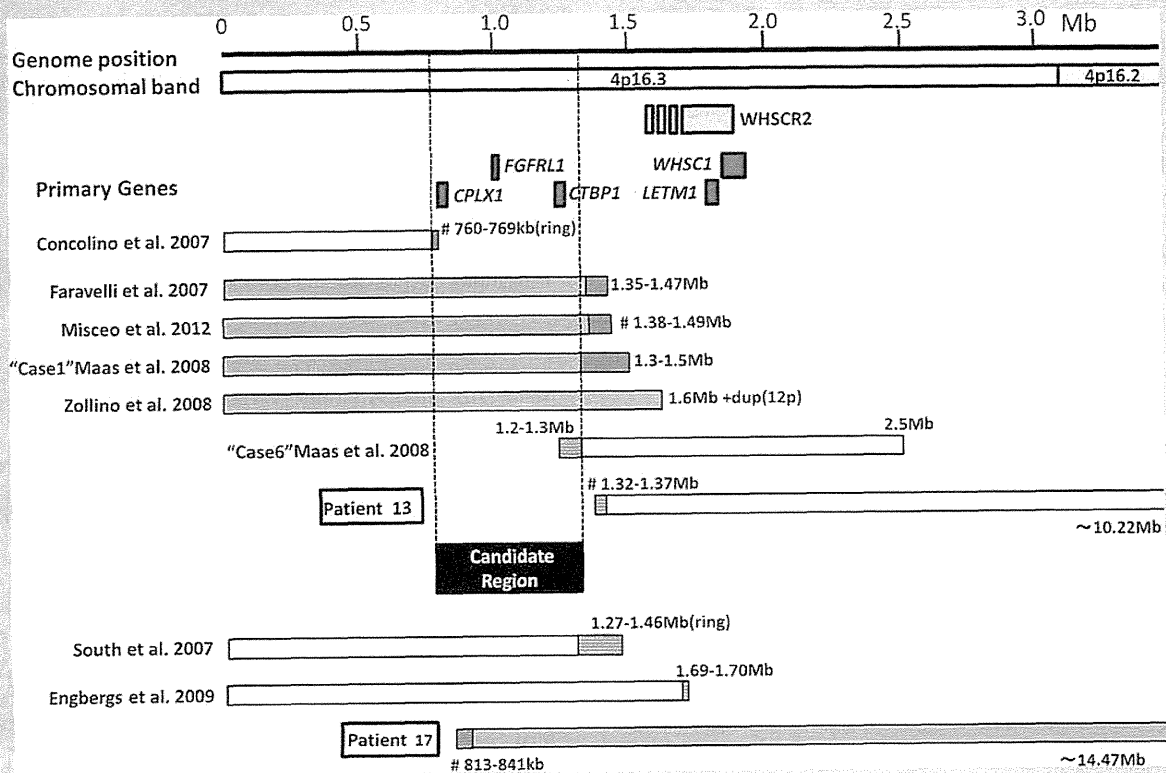 0 0.5 1.0 1.5 2.0 2.5 3.0 Mb
Genome position
Chromosomal band
4p16.3 4p16.2
WHSCR2
FGFRL1 WHSC1
Primary Genes
CPLX1 CTBP1 LETM1
Concolino et al. 2007 # 760-769kb(ring)
Faravelli et al. 2007 1.35-1.47Mb
Misceo et al. 2012 # 1.38-1.49Mb
"Case1"Maas et al. 2008 1.3-1.5Mb
Zollino et al. 2008 1.6Mb +dup(12p)
1.2-1.3Mb 2.5Mb
"Case6"Maas et al. 2008
# 1.32-1.37Mb
Patient 13
~10.22Mb
Candidate
Region
1.27-1.46Mb(ring)
South et al. 2007
1.69-1.70Mb
Engbergs et al. 2009
Patient 17
# 813-841kb ~14.47Mb